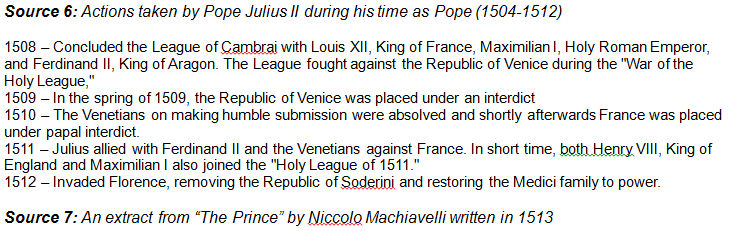 Source 6: Actions taken by Pope Julius II during his time as Pope (1504-1512)
1508 – Concluded the League of Cambrai with Louis XII, King of France, Maximilian I, Holy Roman Emperor,
and Ferdinand II, King of Aragon. The League fought against the Republic of Venice during the "War of the
Holy League,"
1509 – In the spring of 1509, the Republic of Venice was placed under an interdict
1510 – The Venetians on making humble submission were absolved and shortly afterwards France was placed
under papal interdict.
1511 – Julius allied with Ferdinand II and the Venetians against France. In short time, both Henry VIII, King of
England and Maximilian I also joined the "Holy League of 1511."
1512 – Invaded Florence, removing the Republic of Soderini and restoring the Medici family to power.
Source 7: An extract from “The Prince” by Niccolo Machiavelli written in 1513